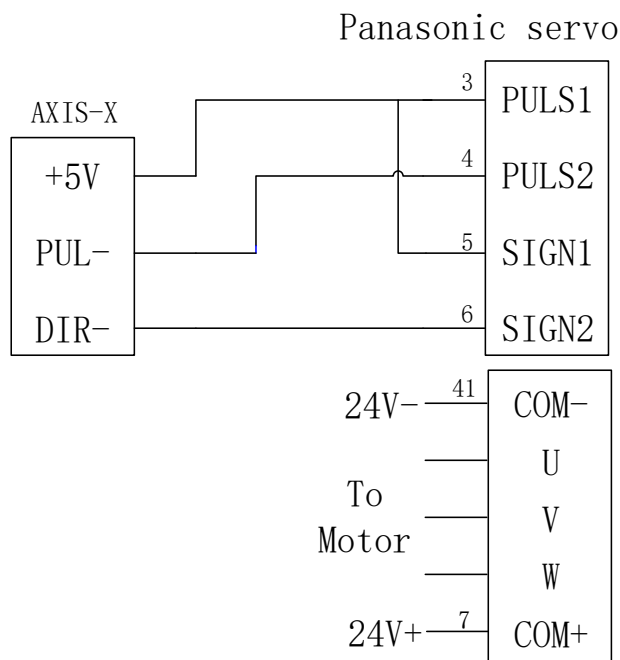 Panasonic servo
AXIS-X
+5V
PUL-
DIR-
3
4
5
6
PULS1
PULS2
SIGN1
SIGN2
24V-
41
COM-
U
To
Motor
V
W
24V+
7
COM+